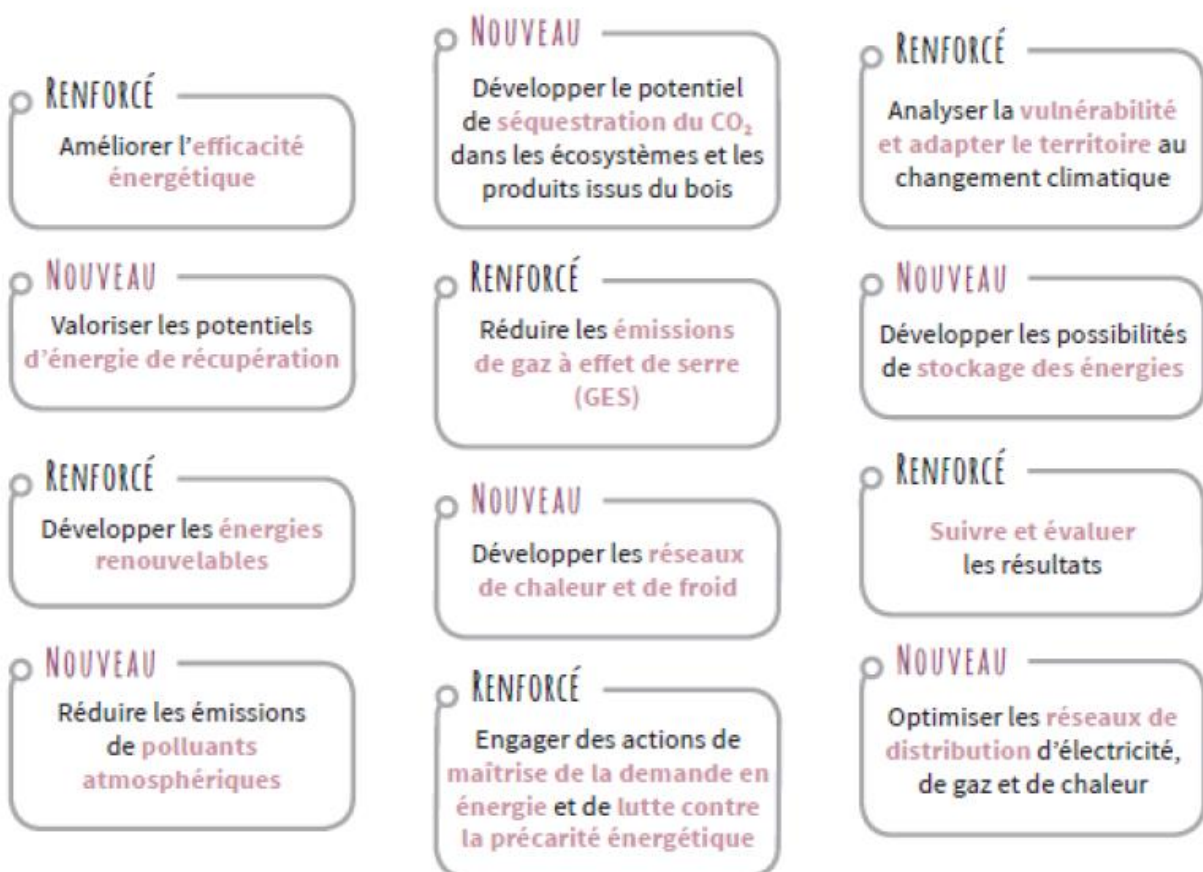 RENFORCÉ
Améliorer l'efficacité
énergétique
NOUVEAU
Valoriser les potentiels
d'énergie de récupération
RENFORCÉ
Développer les énergies
renouvelables
NOUVEAU
Réduire les émissions
de polluants
atmosphériques
NOUVEAU
Développer le potentiel
de séquestration du CO₂
dans les écosystèmes et les
produits issus du bois
RENFORCÉ
Réduire les émissions
de gaz à effet de serre
(GES)
NOUVEAU
Développer les réseaux
de chaleur et de froid
RENFORCÉ
Engager des actions de
maîtrise de la demande en
énergie et de lutte contre
la précarité énergétique
RENFORCÉ
Analyser la vulnérabilité
et adapter le territoire au
changement climatique
NOUVEAU
Développer les possibilités
de stockage des énergies
RENFORCÉ
Suivre et évaluer
les résultats
NOUVEAU
Optimiser les réseaux de
distribution d'électricité,
de gaz et de chaleur